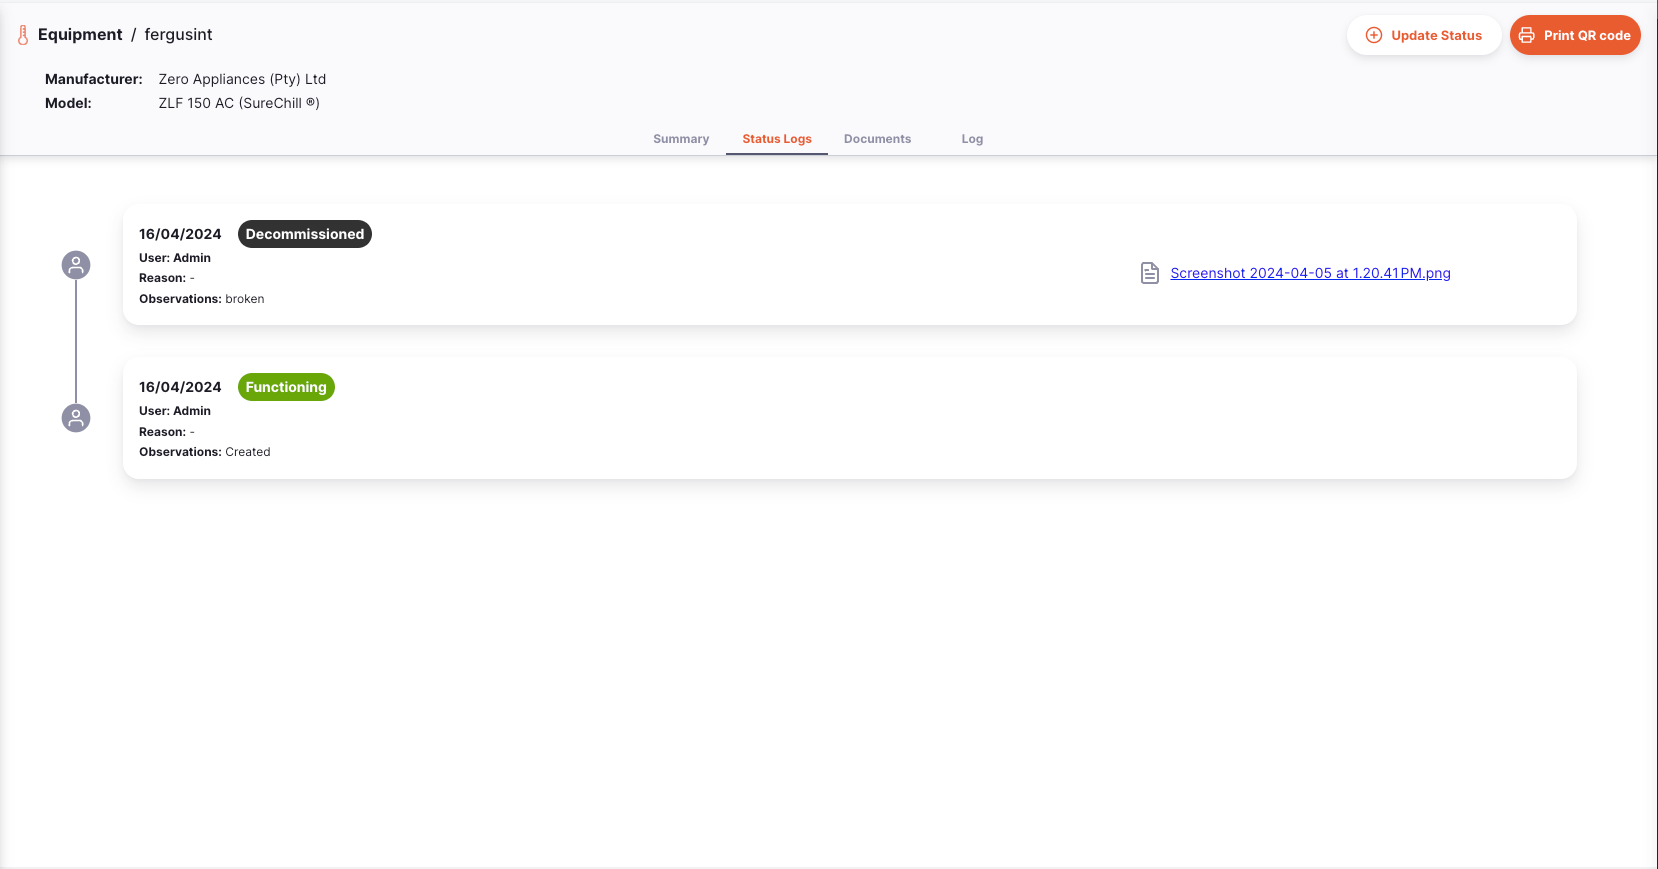 Equipment / fergusint
Update Status
Print QR code
Manufacturer: Zero Appliances (Pty) Ltd
Model: ZLF 150 AC (SureChill ®)
Summary
Status Logs
Documents
Log
16/04/2024 Decommissioned
User: Admin
Reason: -
Observations: broken
Screenshot 2024-04-05 at 1.20.41 PM.png
16/04/2024 Functioning
User: Admin
Reason: -
Observations: Created